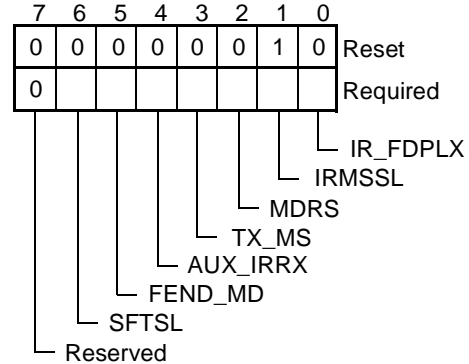 7 6 5 4 3 2 1 0
0 0 0 0 0 0 1 0 Reset
0 Required
IR_FDPLX
IRMSSL
MDRS
TX_MS
AUX_IRRX
FEND_MD
SFTSL
Reserved